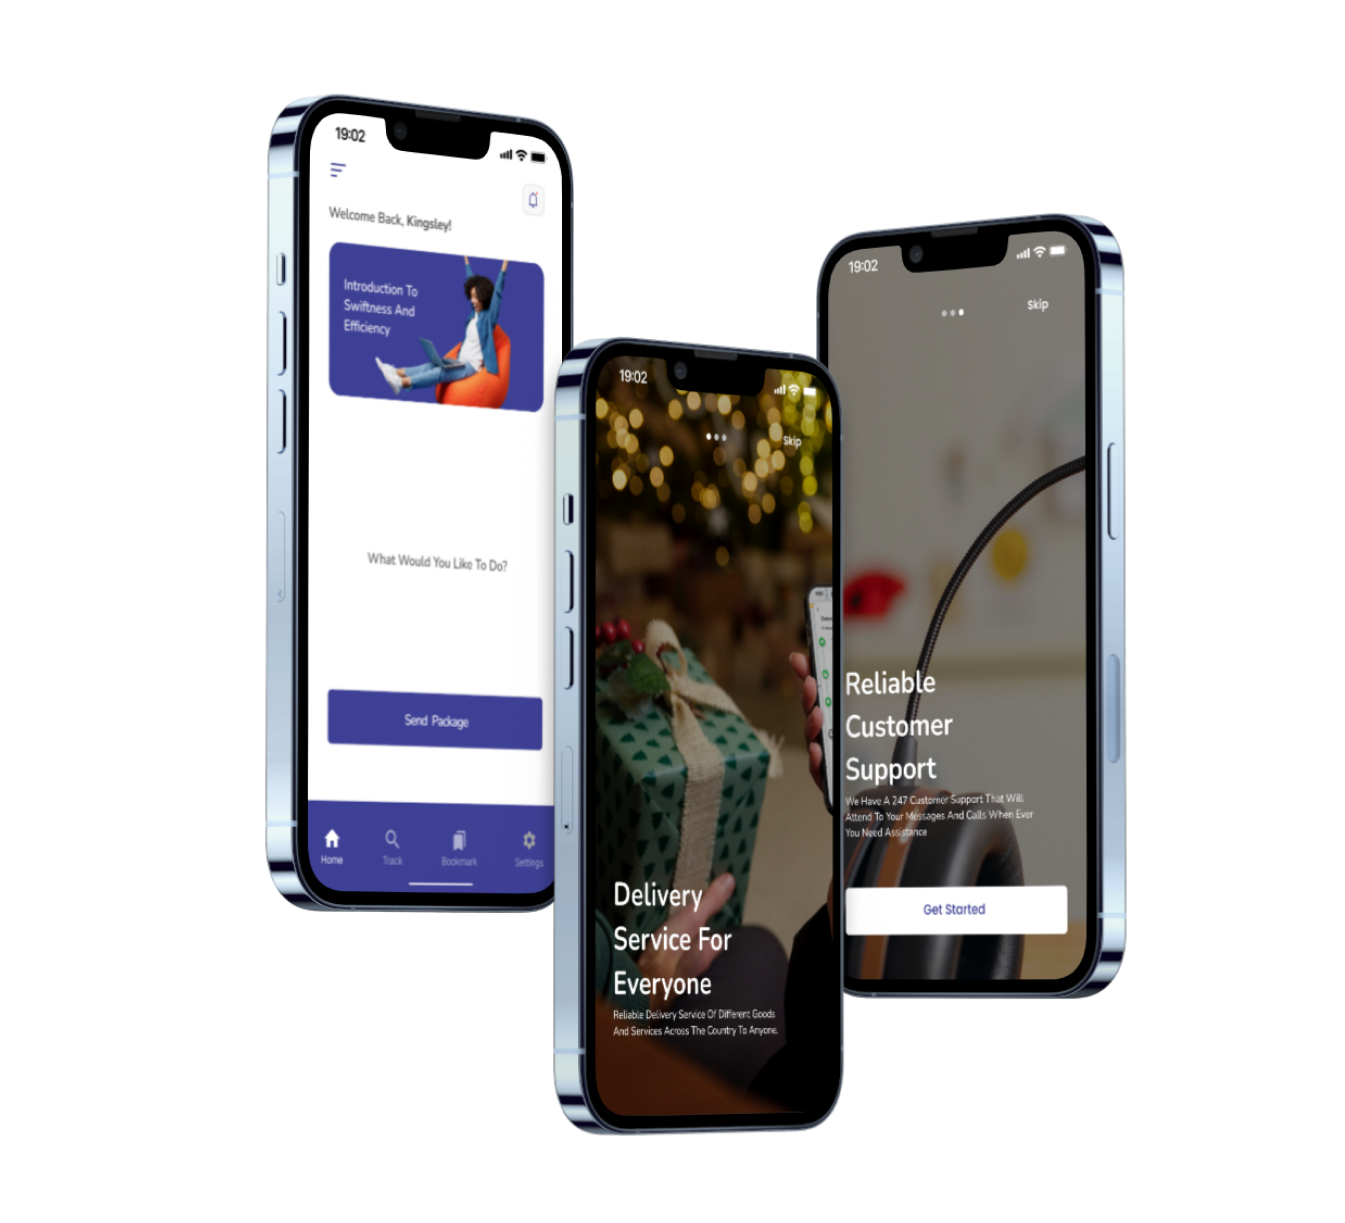 19:02
Welcome Back, Kingsley!
Introduction To
Swiftness And
Efficiency
What Would You Like To Do?
Send Package
Home
Track
Bookmark
Settings
19:02
Skip
Delivery
Service For
Everyone
Reliable Delivery Service Of Different Goods
And Services Across The Country To Anyone.
19:02
Skip
Reliable
Customer
Support
We Have A 247 Customer Support That Will
Attend To Your Messages And Calls When Ever
You Need Assistance
Get Started